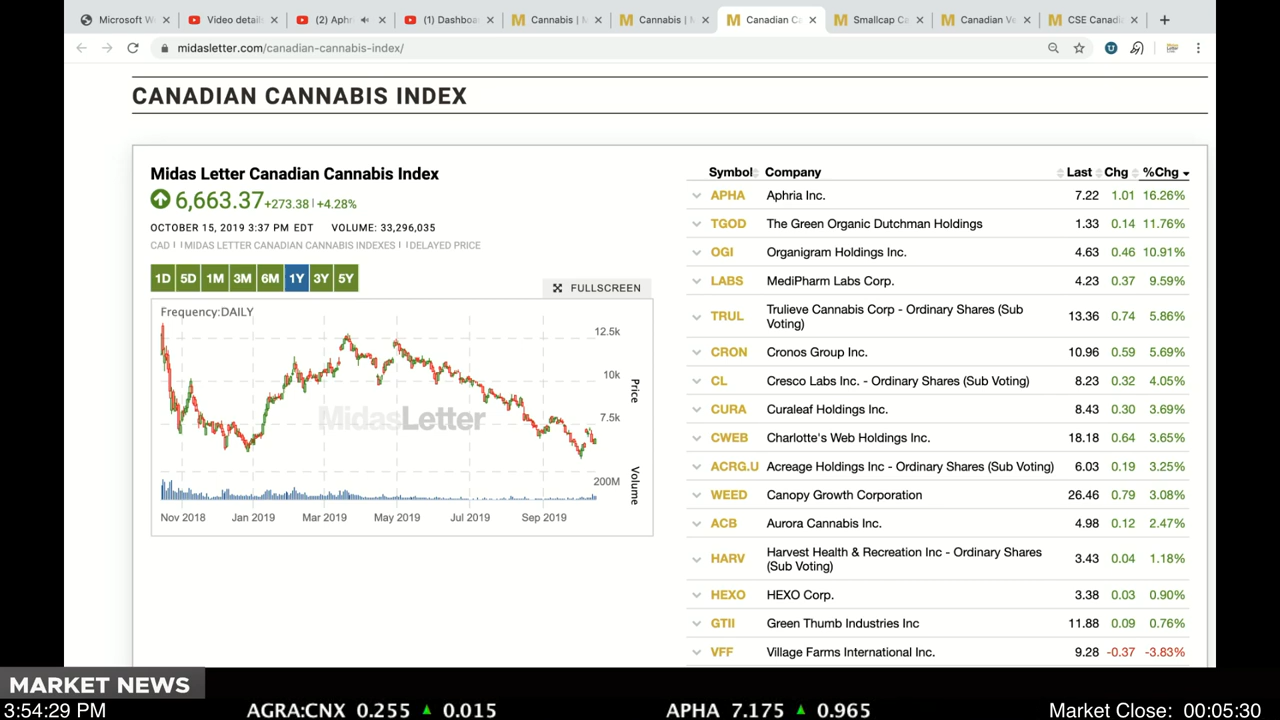 Microsoft W
Video detail
(2) Aphri
(1) Dashboa
Cannabis | M
Cannabis | M
Canadian Ca
Smallcap Ca
Canadian Ve
CSE Canadi
midasletter.com/canadian-cannabis-index/
CANADIAN CANNABIS INDEX
Midas Letter Canadian Cannabis Index
6,663.37 +273.38 | +4.28%
OCTOBER 15, 2019 3:37 PM EDT VOLUME: 33,296,035
CAD | | MIDAS LETTER CANADIAN CANNABIS INDEXES | | DELAYED PRICE
1D 5D 1M 3M 6M 1Y 3Y 5Y
FULLSCREEN
Frequency:DAILY
12.5k
10k
7.5k
Price
MidasLetter
200M
Volume
Nov 2018 Jan 2019 Mar 2019 May 2019 Jul 2019 Sep 2019
Symbol Company Last Chg %Chg
APHA Aphria Inc. 7.22 1.01 16.26%
TGOD The Green Organic Dutchman Holdings 1.33 0.14 11.76%
OGI Organigram Holdings Inc. 4.63 0.46 10.91%
LABS MediPharm Labs Corp. 4.23 0.37 9.59%
TRUL Trulieve Cannabis Corp - Ordinary Shares (Sub
Voting) 13.36 0.74 5.86%
CRON Cronos Group Inc. 10.96 0.59 5.69%
CL Cresco Labs Inc. - Ordinary Shares (Sub Voting) 8.23 0.32 4.05%
CURA Curaleaf Holdings Inc. 8.43 0.30 3.69%
CWEB Charlotte's Web Holdings Inc. 18.18 0.64 3.65%
ACRG.U Acreage Holdings Inc - Ordinary Shares (Sub Voting) 6.03 0.19 3.25%
WEED Canopy Growth Corporation 26.46 0.79 3.08%
ACB Aurora Cannabis Inc. 4.98 0.12 2.47%
HARV Harvest Health & Recreation Inc - Ordinary Shares
(Sub Voting) 3.43 0.04 1.18%
HEXO HEXO Corp. 3.38 0.03 0.90%
GTII Green Thumb Industries Inc 11.88 0.09 0.76%
VFF Village Farms International Inc. 9.28 -0.37 -3.83%
MARKET NEWS
3:54:29 PM AGRA:CNX 0.255 ▲ 0.015 APHA 7.175 ▲ 0.965 Market Close: 00:05:30